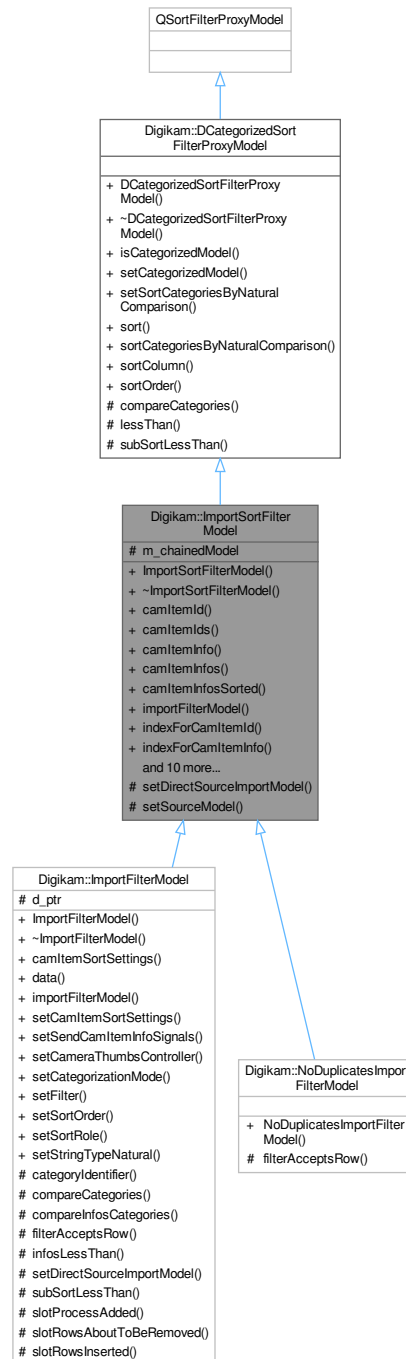 QSortFilterProxyModel
Digikam::DCategorizedSort
FilterProxyModel
+ DCategorizedSortFilterProxy
Model()
+ ~DCategorizedSortFilterProxy
Model()
+ isCategorizedModel()
+ setCategorizedModel()
+ setSortCategoriesByNatural
Comparison()
+ sort()
+ sortCategoriesByNaturalComparison()
+ sortColumn()
+ sortOrder()
# compareCategories()
# lessThan()
# subSortLessThan()
Digikam::ImportSortFilter
Model
# m_chainedModel
+ ImportSortFilterModel()
+ ~ImportSortFilterModel()
+ camItemId()
+ camItemIds()
+ camItemInfo()
+ camItemInfos()
+ camItemInfosSorted()
+ importFilterModel()
+ indexForCamItemId()
+ indexForCamItemInfo()
and 10 more...
# setDirectSourceImportModel()
# setSourceModel()
Digikam::ImportFilterModel
# d_ptr
+ ImportFilterModel()
+ ~ImportFilterModel()
+ camItemSortSettings()
+ data()
+ importFilterModel()
+ setCamItemSortSettings()
+ setSendCamItemInfoSignals()
+ setCameraThumbsController()
+ setCategorizationMode()
+ setFilter()
+ setSortOrder()
+ setSortRole()
+ setStringTypeNatural()
# categoryIdentifier()
# compareCategories()
# compareInfosCategories()
# filterAcceptsRow()
# infosLessThan()
# setDirectSourceImportModel()
# subSortLessThan()
# slotProcessAdded()
# slotRowsAboutToBeRemoved()
# slotRowsInserted()
Digikam::NoDuplicatesImpor
FilterModel
+ NoDuplicatesImportFilter
Model()
# filterAcceptsRow()